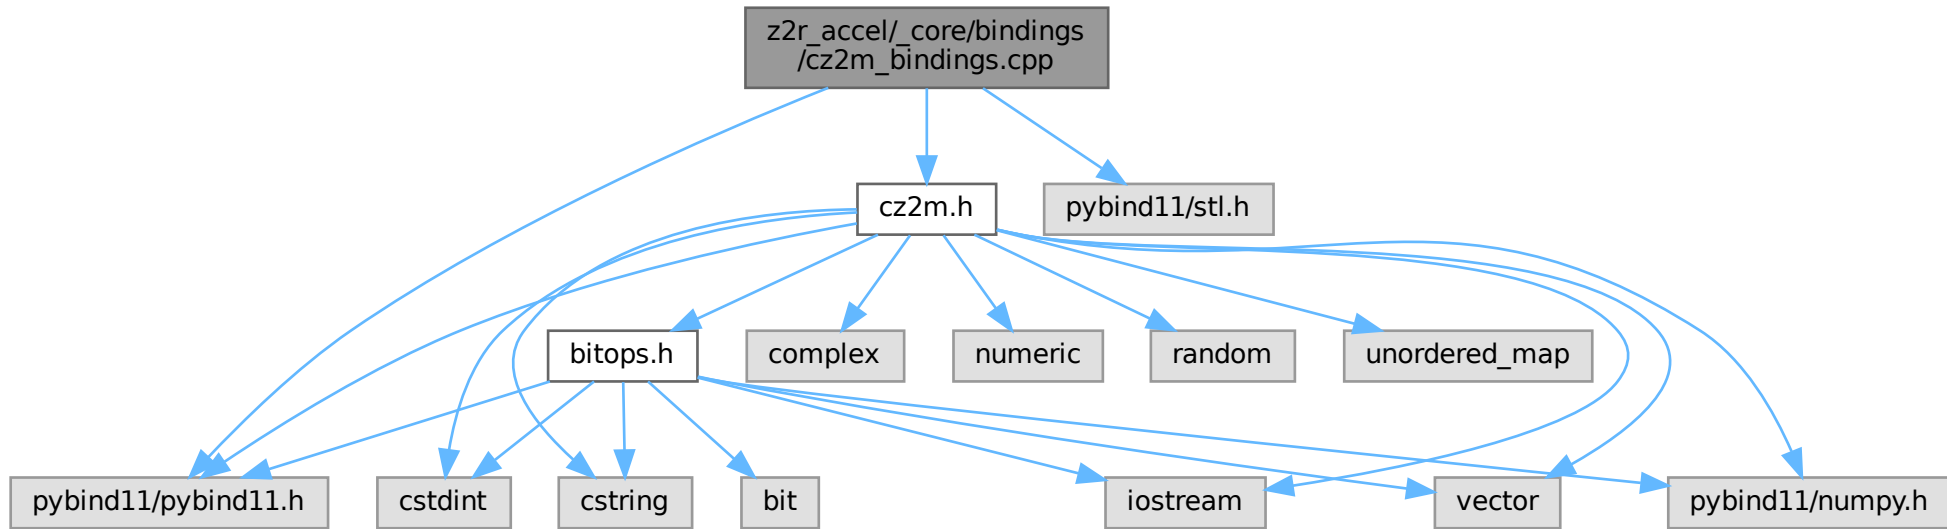 z2r_accel/_core/bindings
/cz2m_bindings.cpp
cz2m.h
pybind11/stl.h
bitops.h
complex
numeric
random
unordered_map
pybind11/pybind11.h
cstdint
cstring
bit
iostream
vector
pybind11/numpy.h